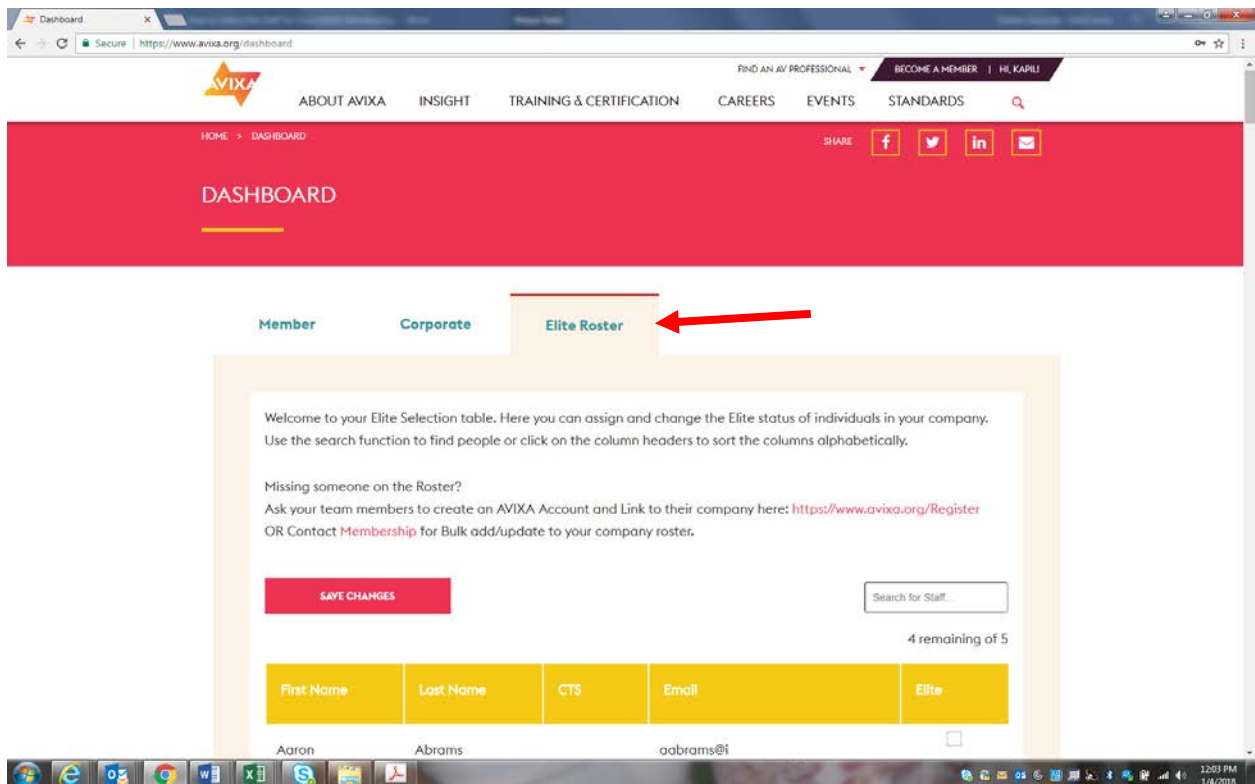 Dashboard
Secure | https://www.avixa.org/dashboard
FIND AN AV PROFESSIONAL
BECOME A MEMBER | HI, KAPIL!
AVIXA
ABOUT AVIXA INSIGHT TRAINING & CERTIFICATION CAREERS EVENTS STANDARDS
HOME > DASHBOARD
SHARE
DASHBOARD
Member Corporate Elite Roster
Welcome to your Elite Selection table. Here you can assign and change the Elite status of individuals in your company.
Use the search function to find people or click on the column headers to sort the columns alphabetically.
Missing someone on the Roster?
Ask your team members to create an AVIXA Account and Link to their company here: https://www.avixa.org/Register
OR Contact Membership for Bulk add/update to your company roster.
SAVE CHANGES
Search for Staff...
4 remaining of 5
First Name Last Name CTS Email Elite
Aaron Abrams aabrams@i
12:03 PM
1/4/2018